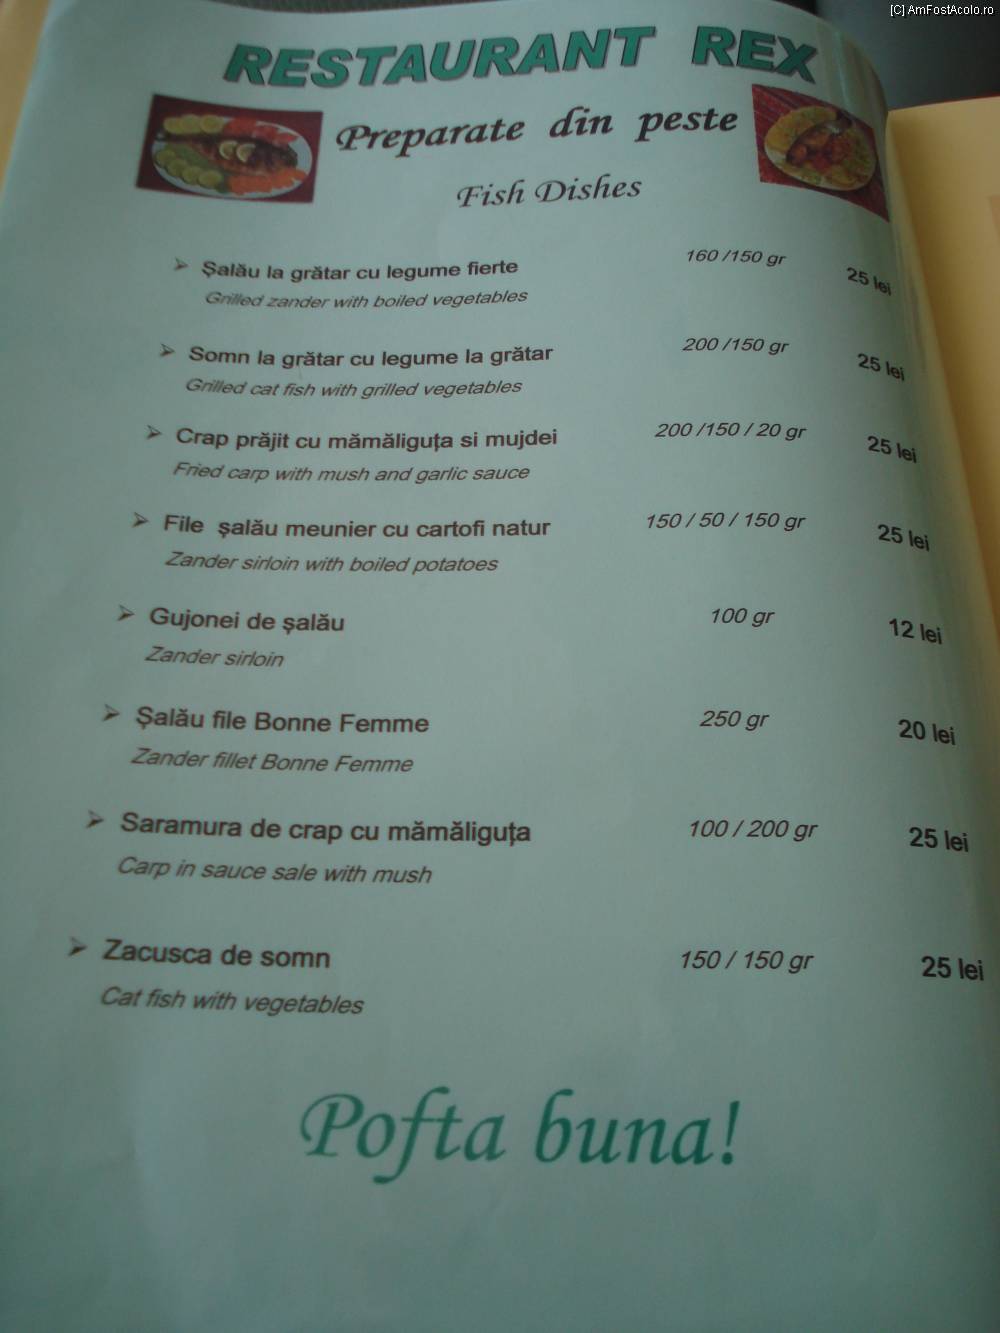 [C] AmFostAcolo.ro
RESTAURANT REX
Preparate din peste
Fish Dishes
Şalău la grătar cu legume fierte 160 /150 gr 25 lei
Grilled zander with boiled vegetables
Somn la grătar cu legume la grătar 200 /150 gr 25 lei
Grilled cat fish with grilled vegetables
Crap prăjit cu mămăliguţa si mujdei 200 /150 / 20 gr 25 lei
Fried carp with mush and garlic sauce
File şalău meunier cu cartofi natur 150 / 50 / 150 gr 25 lei
Zander sirloin with boiled potatoes
Gujonei de şalău 100 gr 12 lei
Zander sirloin
Şalău file Bonne Femme 250 gr 20 lei
Zander fillet Bonne Femme
Saramura de crap cu mămăliguţa 100 / 200 gr 25 lei
Carp in sauce sale with mush
Zacusca de somn 150 / 150 gr 25 lei
Cat fish with vegetables
Pofta buna!